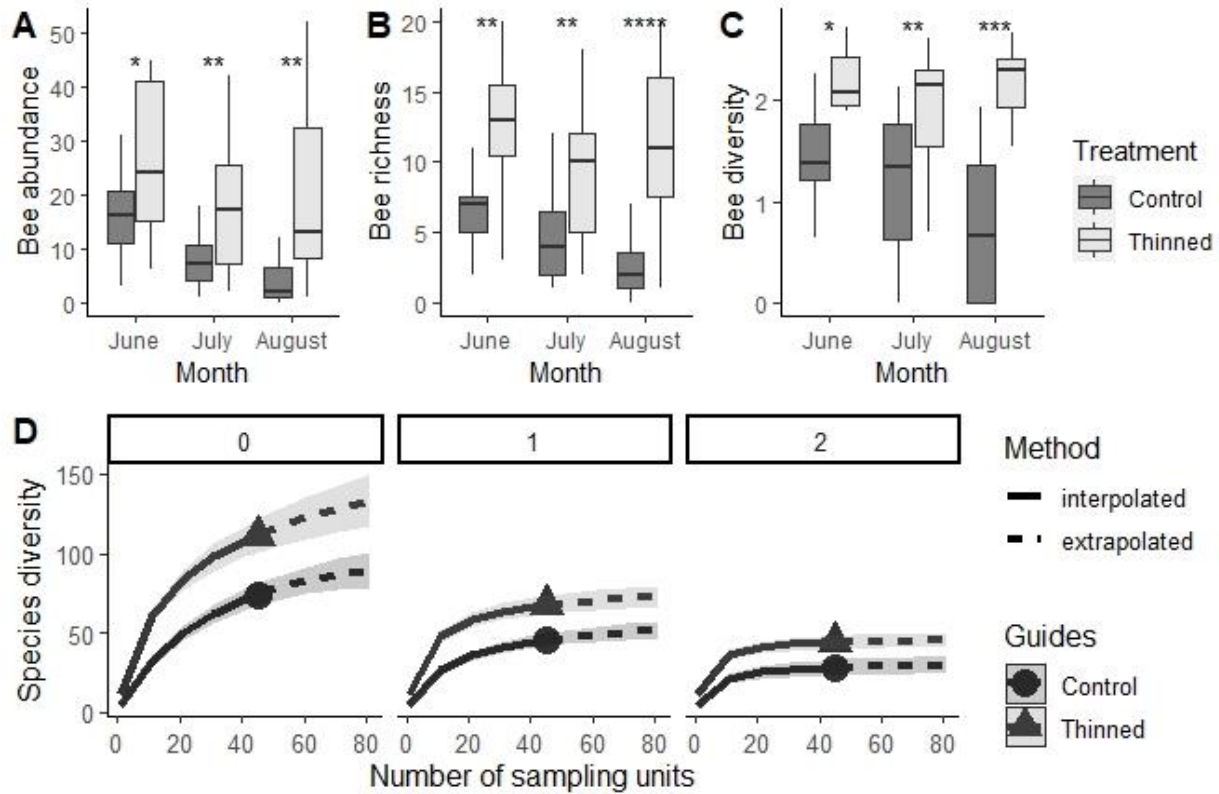 A
Bee abundance
50
40
30
20
10
0
* ** **
June July August
Month
B
Bee richness
20
15
10
5
0
** ** ****
June July August
Month
C
Bee diversity
2
1
0
* ** ***
June July August
Month
Treatment
Control
Thinned
D
0 1 2
Species diversity
150
100
50
0
0 20 40 60 80 0 20 40 60 80 0 20 40 60 80
Number of sampling units
Method
interpolated
extrapolated
Guides
Control
Thinned